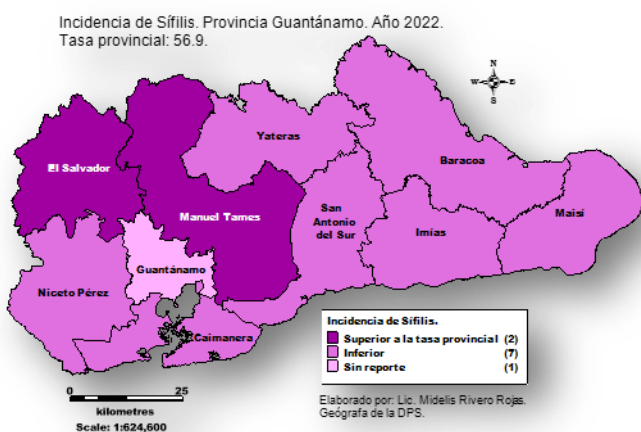 Incidencia de Sífilis. Provincia Guantánamo. Año 2022.
Tasa provincial: 56.9.
N
W E
S
Yateras
Baracoa
El Salvador
Maisí
Manuel Tames
San
Antonio
del Sur
Imías
Guantánamo
Niceto Pérez
Caimanera
Incidencia de Sífilis.
Superior a la tasa provincial (2)
Inferior (7)
Sin reporte (1)
0 25
kilometres
Scale: 1:624,600
Elaborado por: Lic. Midelis Rivero Rojas.
Geógrafa de la DPS.